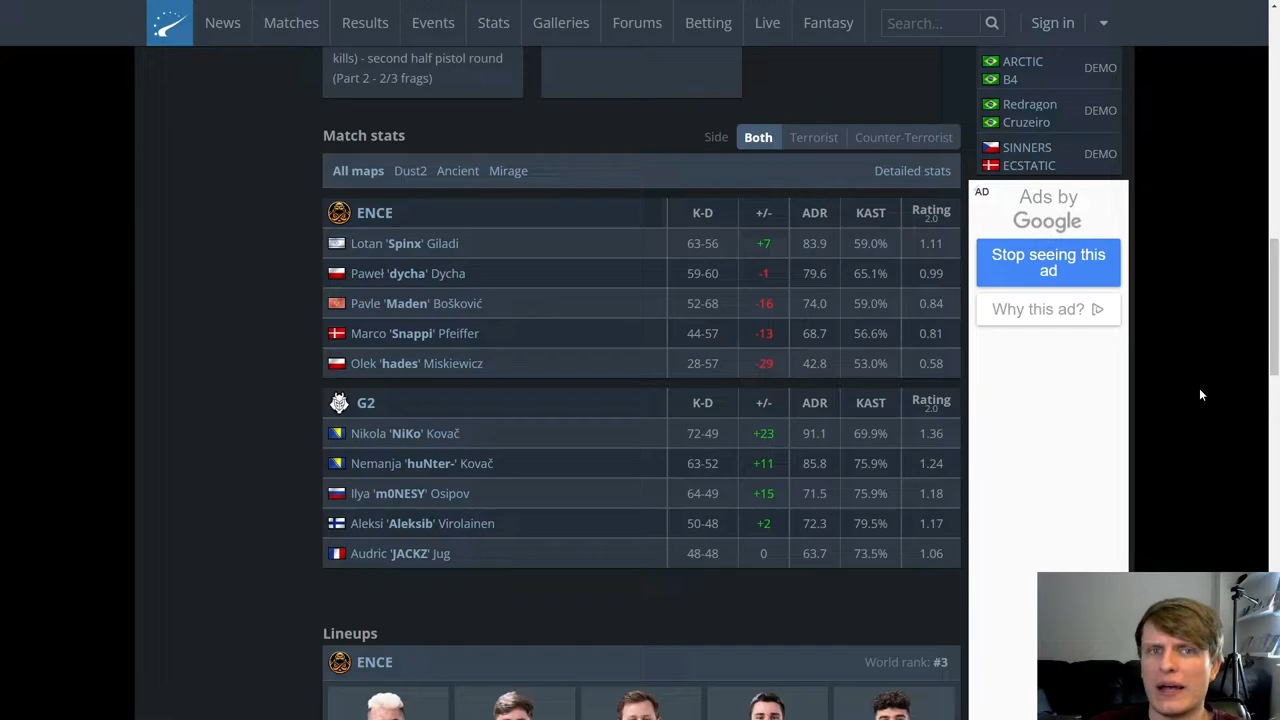 News Matches Results Events Stats Galleries Forums Betting Live Fantasy Search... Sign in
kills) - second half pistol round
(Part 2 - 2/3 frags)
ARCTIC
B4
DEMO
Redragon
Cruzeiro
DEMO
SINNERS
ECSTATIC
DEMO
Match stats
Side Both Terrorist Counter-Terrorist
All maps Dust2 Ancient Mirage Detailed stats
ENCE K-D +/- ADR KAST Rating 2.0
Lotan 'Spinx' Giladi 63-56 +7 83.9 59.0% 1.11
Paweł 'dycha' Dycha 59-60 -1 79.6 65.1% 0.99
Pavle 'Maden' Bošković 52-68 -16 74.0 59.0% 0.84
Marco 'Snappi' Pfeiffer 44-57 -13 68.7 56.6% 0.81
Olek 'hades' Miskiewicz 28-57 -29 42.8 53.0% 0.58
G2 K-D +/- ADR KAST Rating 2.0
Nikola 'NiKo' Kovač 72-49 +23 91.1 69.9% 1.36
Nemanja 'huNter-' Kovač 63-52 +11 85.8 75.9% 1.24
Ilya 'm0NESY' Osipov 64-49 +15 71.5 75.9% 1.18
Aleksi 'Aleksib' Virolainen 50-48 +2 72.3 79.5% 1.17
Audric 'JACKZ' Jug 48-48 0 63.7 73.5% 1.06
Lineups
ENCE World rank: #3
AD
Ads by
Google
Stop seeing this
ad
Why this ad?